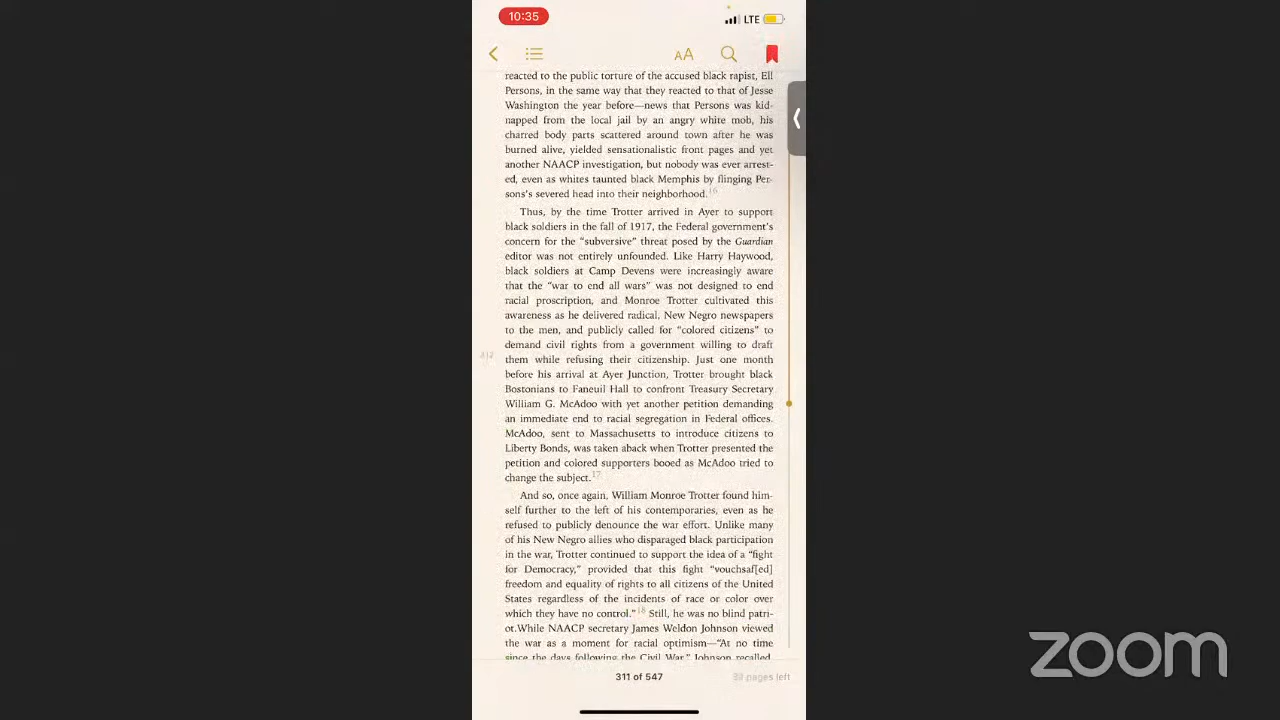 10:35
LTE
AA
reacted to the public torture of the accused black rapist, Ell
Persons, in the same way that they reacted to that of Jesse
Washington the year before—news that Persons was kid-
napped from the local jail by an angry white mob, his
charred body parts scattered around town after he was
burned alive, yielded sensationalistic front pages and yet
another NAACP investigation, but nobody was ever arrest-
ed, even as whites taunted black Memphis by flinging Per-
sons's severed head into their neighborhood.16
Thus, by the time Trotter arrived in Ayer to support
black soldiers in the fall of 1917, the Federal government's
concern for the “subversive” threat posed by the Guardian
editor was not entirely unfounded. Like Harry Haywood,
black soldiers at Camp Devens were increasingly aware
that the “war to end all wars” was not designed to end
racial proscription, and Monroe Trotter cultivated this
awareness as he delivered radical, New Negro newspapers
to the men, and publicly called for “colored citizens” to
demand civil rights from a government willing to draft
312
them while refusing their citizenship. Just one month
before his arrival at Ayer Junction, Trotter brought black
Bostonians to Faneuil Hall to confront Treasury Secretary
William G. McAdoo with yet another petition demanding
an immediate end to racial segregation in Federal offices.
McAdoo, sent to Massachusetts to introduce citizens to
Liberty Bonds, was taken aback when Trotter presented the
petition and colored supporters booed as McAdoo tried to
change the subject.17
And so, once again, William Monroe Trotter found him-
self further to the left of his contemporaries, even as he
refused to publicly denounce the war effort. Unlike many
of his New Negro allies who disparaged black participation
in the war, Trotter continued to support the idea of a “fight
for Democracy,” provided that this fight “vouchsaf[ed]
freedom and equality of rights to all citizens of the United
States regardless of the incidents of race or color over
which they have no control.”18 Still, he was no blind patri-
ot.While NAACP secretary James Weldon Johnson viewed
the war as a moment for racial optimism—“At no time
since the days following the Civil War,” Johnson recalled,
311 of 547
pages left
zoom